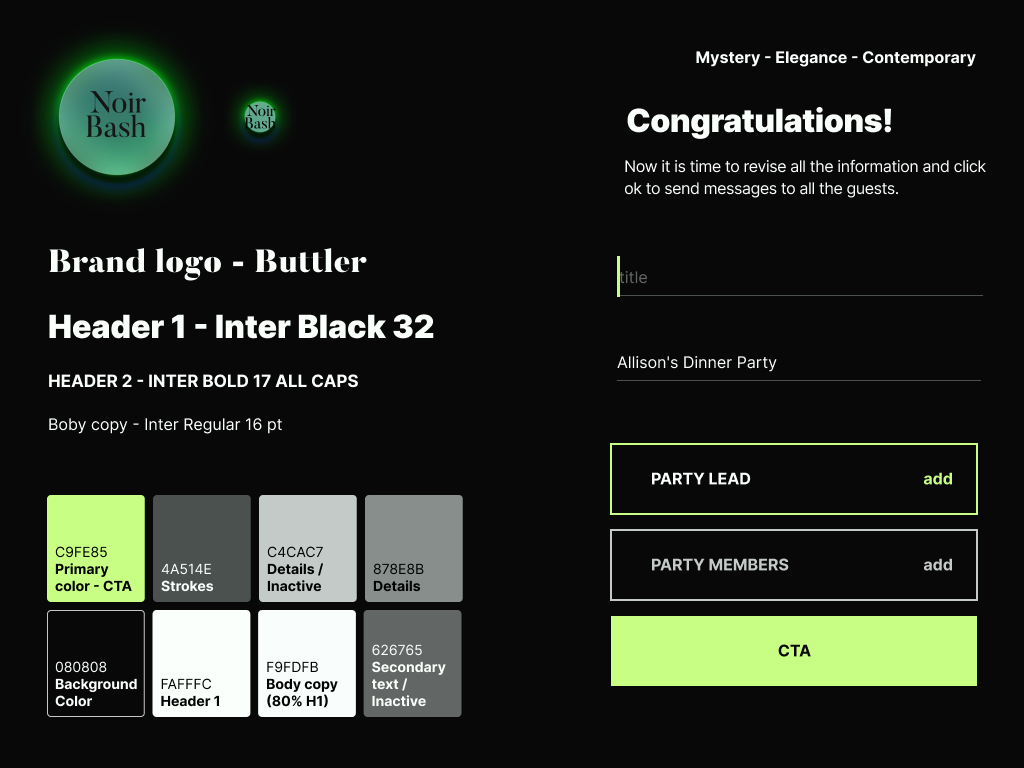 Noir
Bash
Noir
Bash
Brand logo - Buttler
Header 1 - Inter Black 32
HEADER 2 - INTER BOLD 17 ALL CAPS
Boby copy - Inter Regular 16 pt
C9FE85
Primary
color - CTA
4A514E
Strokes
C4CAC7
Details /
Inactive
878E8B
Details
080808
Background
Color
FAFFFC
Header 1
F9FDFB
Body copy
(80% H1)
626765
Secondary
text /
Inactive
Mystery - Elegance - Contemporary
Congratulations!
Now it is time to revise all the information and click
ok to send messages to all the guests.
title
Allison's Dinner Party
PARTY LEAD add
PARTY MEMBERS add
CTA